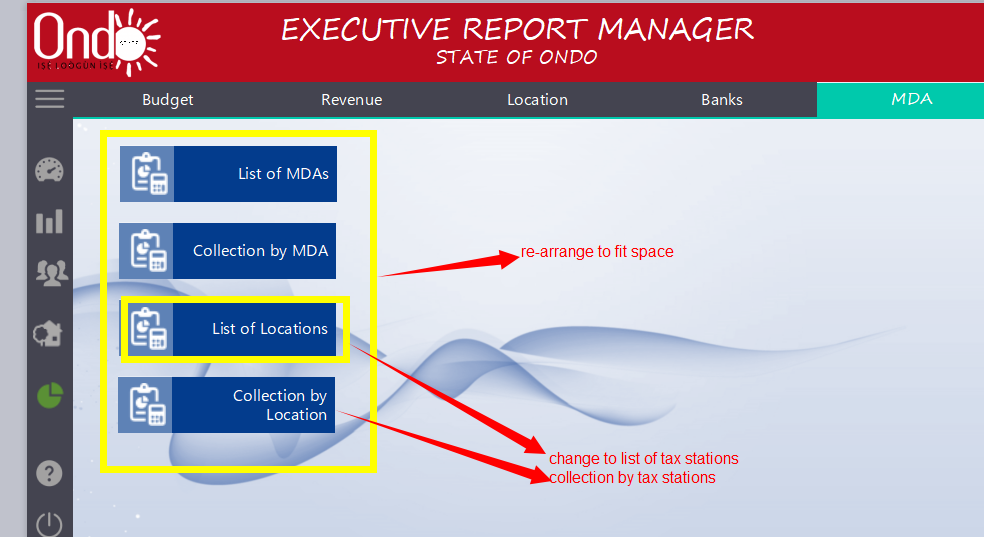 Ondo
ISE LOOGUN ISE
EXECUTIVE REPORT MANAGER
STATE OF ONDO
Budget
Revenue
Location
Banks
MDA
List of MDAs
Collection by MDA
re-arrange to fit space
List of Locations
Collection by
Location
change to list of tax stations
collection by tax stations
?